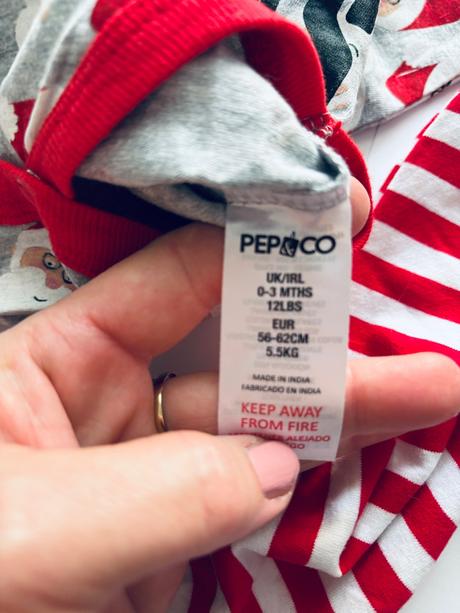 PEP&CO
UK/IRL
0-3 MTHS
12LBS
EUR
56-62CM
5.5KG
MADE IN INDIA
FABRICADO EN INDIA
KEEP AWAY
FROM FIRE
ALEJADO